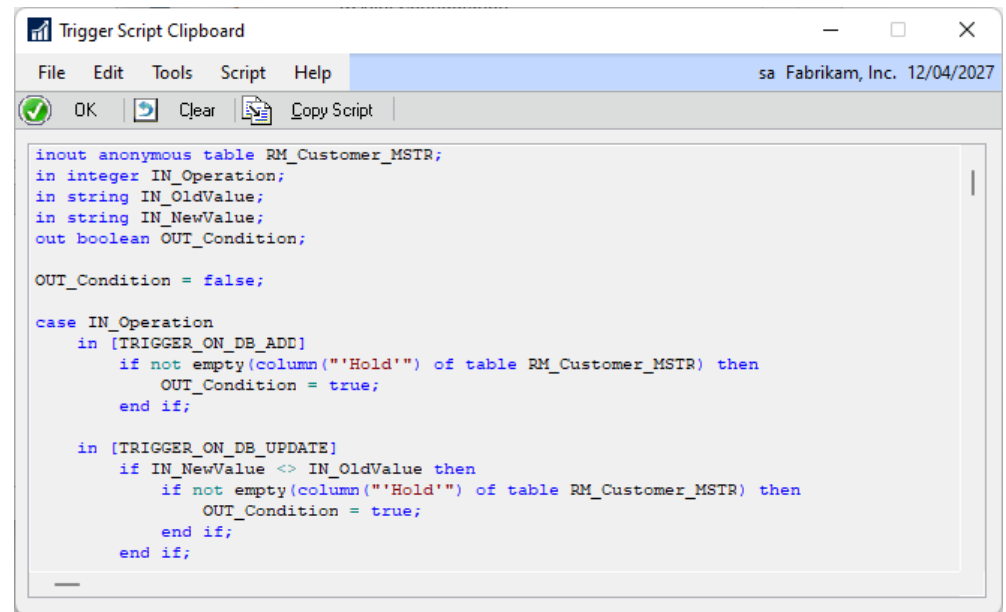 Trigger Script Clipboard
File Edit Tools Script Help sa Fabrikam, Inc. 12/04/2027
OK Clear Copy Script
inout anonymous table RM_Customer_MSTR;
in integer IN_Operation;
in string IN_OldValue;
in string IN_NewValue;
out boolean OUT_Condition;

OUT_Condition = false;

case IN_Operation
    in [TRIGGER_ON_DB_ADD]
        if not empty(column("'Hold'") of table RM_Customer_MSTR) then
            OUT_Condition = true;
        end if;

    in [TRIGGER_ON_DB_UPDATE]
        if IN_NewValue <> IN_OldValue then
            if not empty(column("'Hold'") of table RM_Customer_MSTR) then
                OUT_Condition = true;
            end if;
        end if;